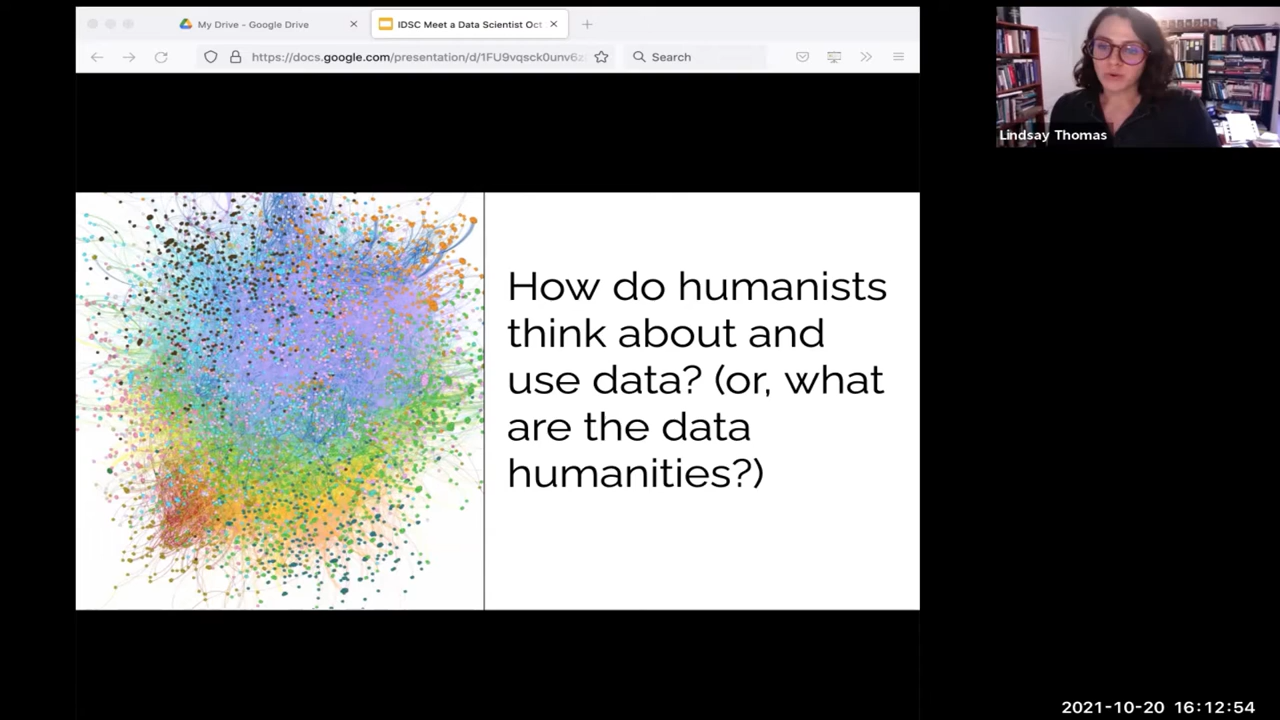 My Drive - Google Drive
IDSC Meet a Data Scientist Oct
https://docs.google.com/presentation/d/1FU9vqsck0unv6z
Search
Lindsay Thomas
How do humanists
think about and
use data? (or, what
are the data
humanities?)
2021-10-20 16:12:54